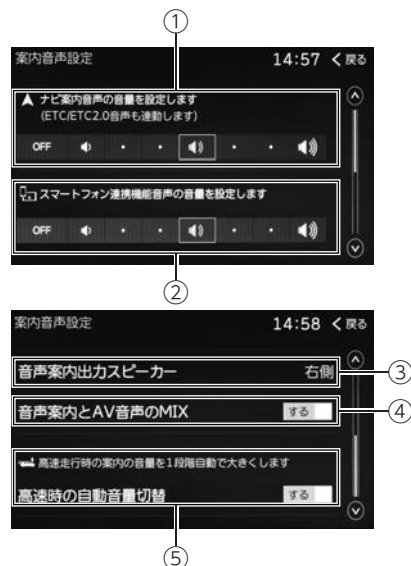 ①
案内音声設定 14:57 戻る
ナビ案内音声の音量を設定します
(ETC/ETC2.0音声も連動します)
OFF
スマートフォン連携機能音声の音量を設定します
OFF
②
案内音声設定 14:58 戻る
音声案内出力スピーカー 右側 ③
音声案内とAV音声のMIX する ④
高速走行時の案内の音量を1段階自動で大きくします
高速時の自動音量切替 する
⑤